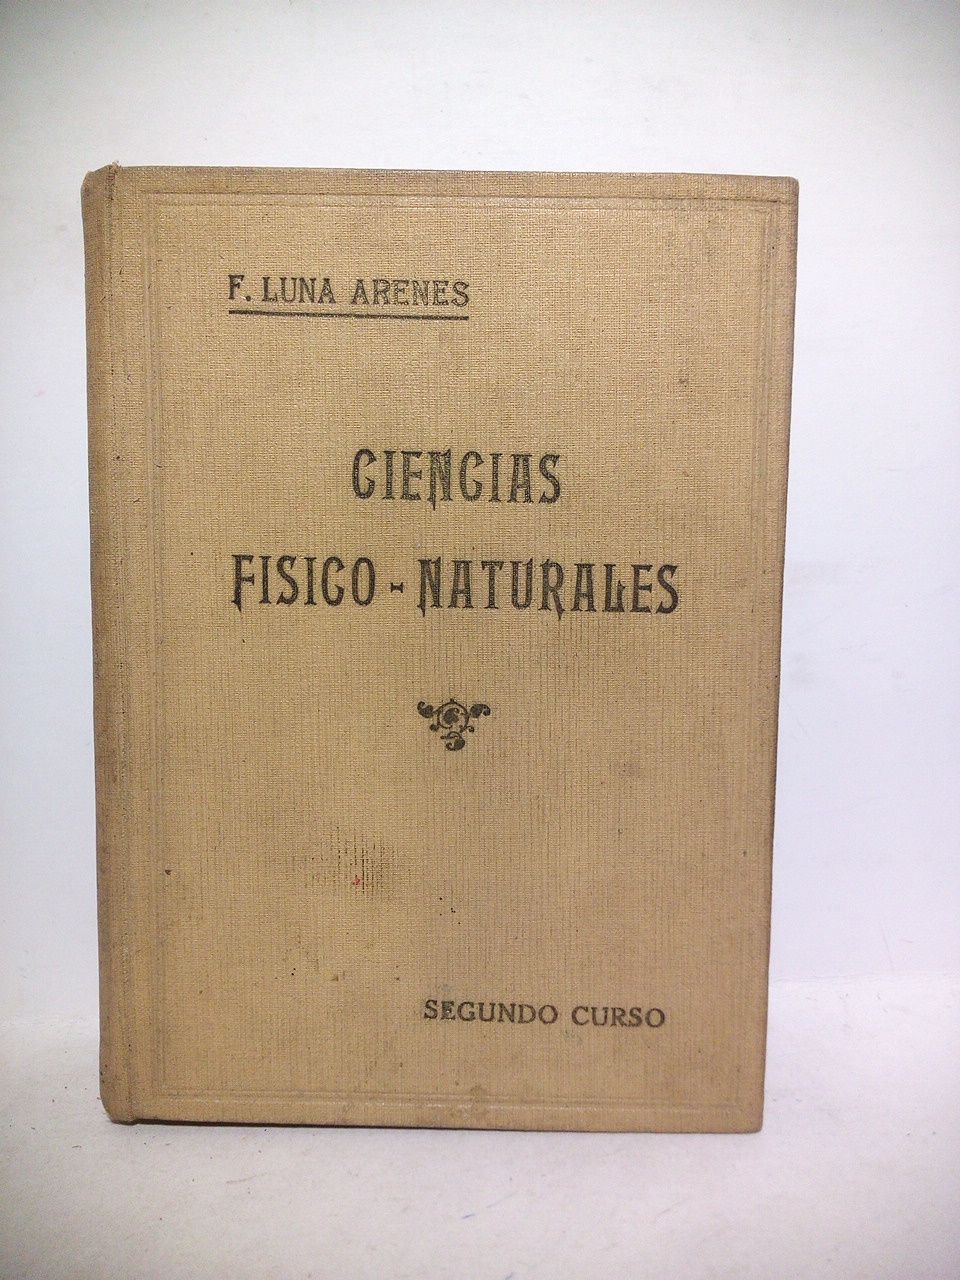 F. LUNA ARENES
CIENCIAS
FISICO - NATURALES
SEGUNDO CURSO